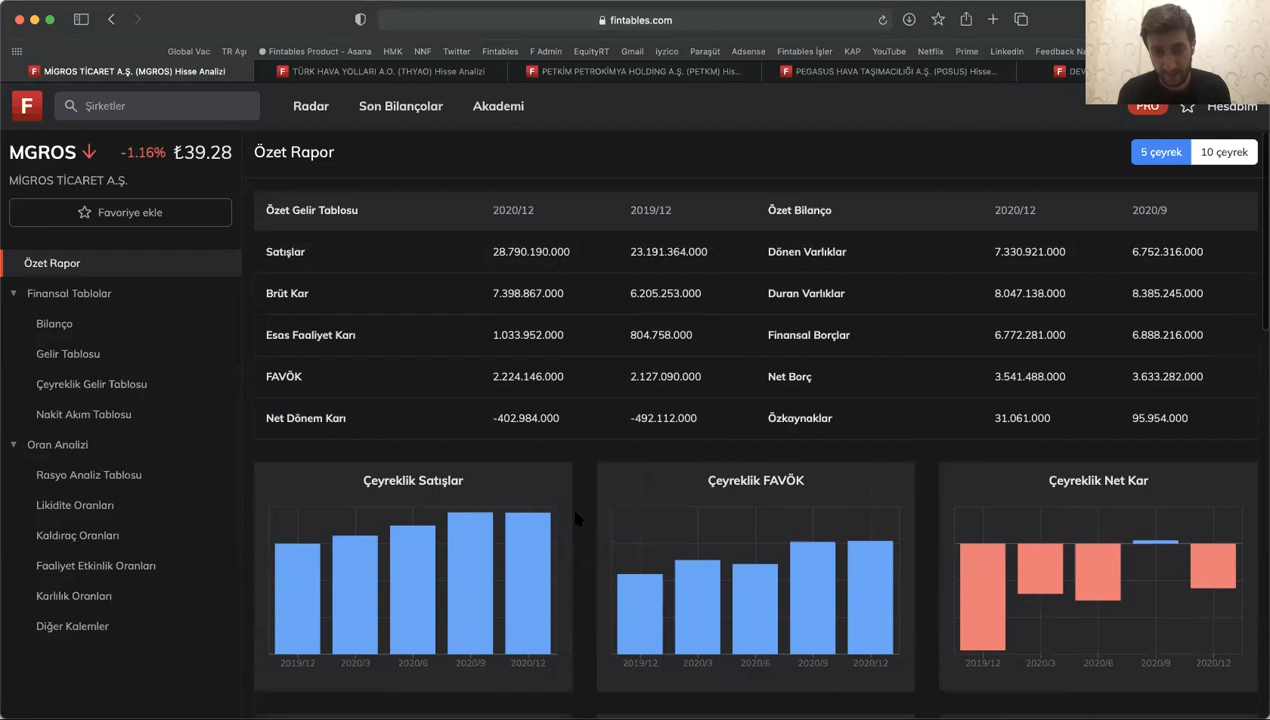 fintables.com
Global Vac TR Aşı Fintables Product - Asana HMK NNF Twitter Fintables F Admin EquityRT Gmail iyzico Paraşüt Adsense Fintables İşler KAP YouTube Netflix Prime LinkedIn Feedback Ne
MİGROS TİCARET A.Ş. (MGROS) Hisse Analizi
TÜRK HAVA YOLLARI A.O. (THYAO) Hisse Analizi
PETKİM PETROKİMYA HOLDİNG A.Ş. (PETKM) His...
PEGASUS HAVA TAŞIMACILIĞI A.Ş. (PGSUS) Hisse...
DEV
F Şirketler Radar Son Bilançolar Akademi PRO Hesabım
MGROS -1.16% ₺39.28
MİGROS TİCARET A.Ş.
Favoriye ekle
Özet Rapor
Finansal Tablolar
Bilanço
Gelir Tablosu
Çeyreklik Gelir Tablosu
Nakit Akım Tablosu
Oran Analizi
Rasyo Analiz Tablosu
Likidite Oranları
Kaldıraç Oranları
Faaliyet Etkinlik Oranları
Karlılık Oranları
Diğer Kalemler
Özet Rapor 5 çeyrek 10 çeyrek
Özet Gelir Tablosu 2020/12 2019/12 Özet Bilanço 2020/12 2020/9
Satışlar 28.790.190.000 23.191.364.000 Dönen Varlıklar 7.330.921.000 6.752.316.000
Brüt Kar 7.398.867.000 6.205.253.000 Duran Varlıklar 8.047.138.000 8.385.245.000
Esas Faaliyet Karı 1.033.952.000 804.758.000 Finansal Borçlar 6.772.281.000 6.888.216.000
FAVÖK 2.224.146.000 2.127.090.000 Net Borç 3.541.488.000 3.633.282.000
Net Dönem Karı -402.984.000 -492.112.000 Özkaynaklar 31.061.000 95.954.000
Çeyreklik Satışlar
2019/12 2020/3 2020/6 2020/9 2020/12
Çeyreklik FAVÖK
2019/12 2020/3 2020/6 2020/9 2020/12
Çeyreklik Net Kar
2019/12 2020/3 2020/6 2020/9 2020/12